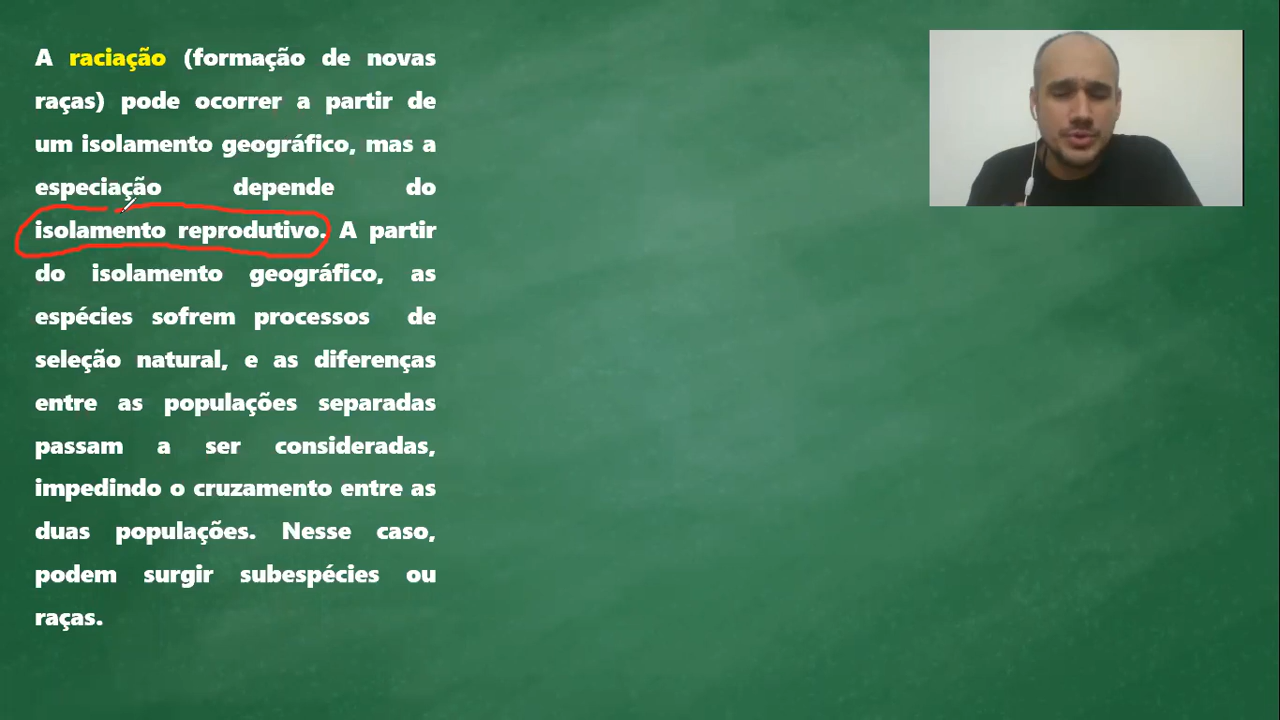 A raciação (formação de novas
raças) pode ocorrer a partir de
um isolamento geográfico, mas a
especiação depende do
isolamento reprodutivo. A partir
do isolamento geográfico, as
espécies sofrem processos de
seleção natural, e as diferenças
entre as populações separadas
passam a ser consideradas,
impedindo o cruzamento entre as
duas populações. Nesse caso,
podem surgir subespécies ou
raças.